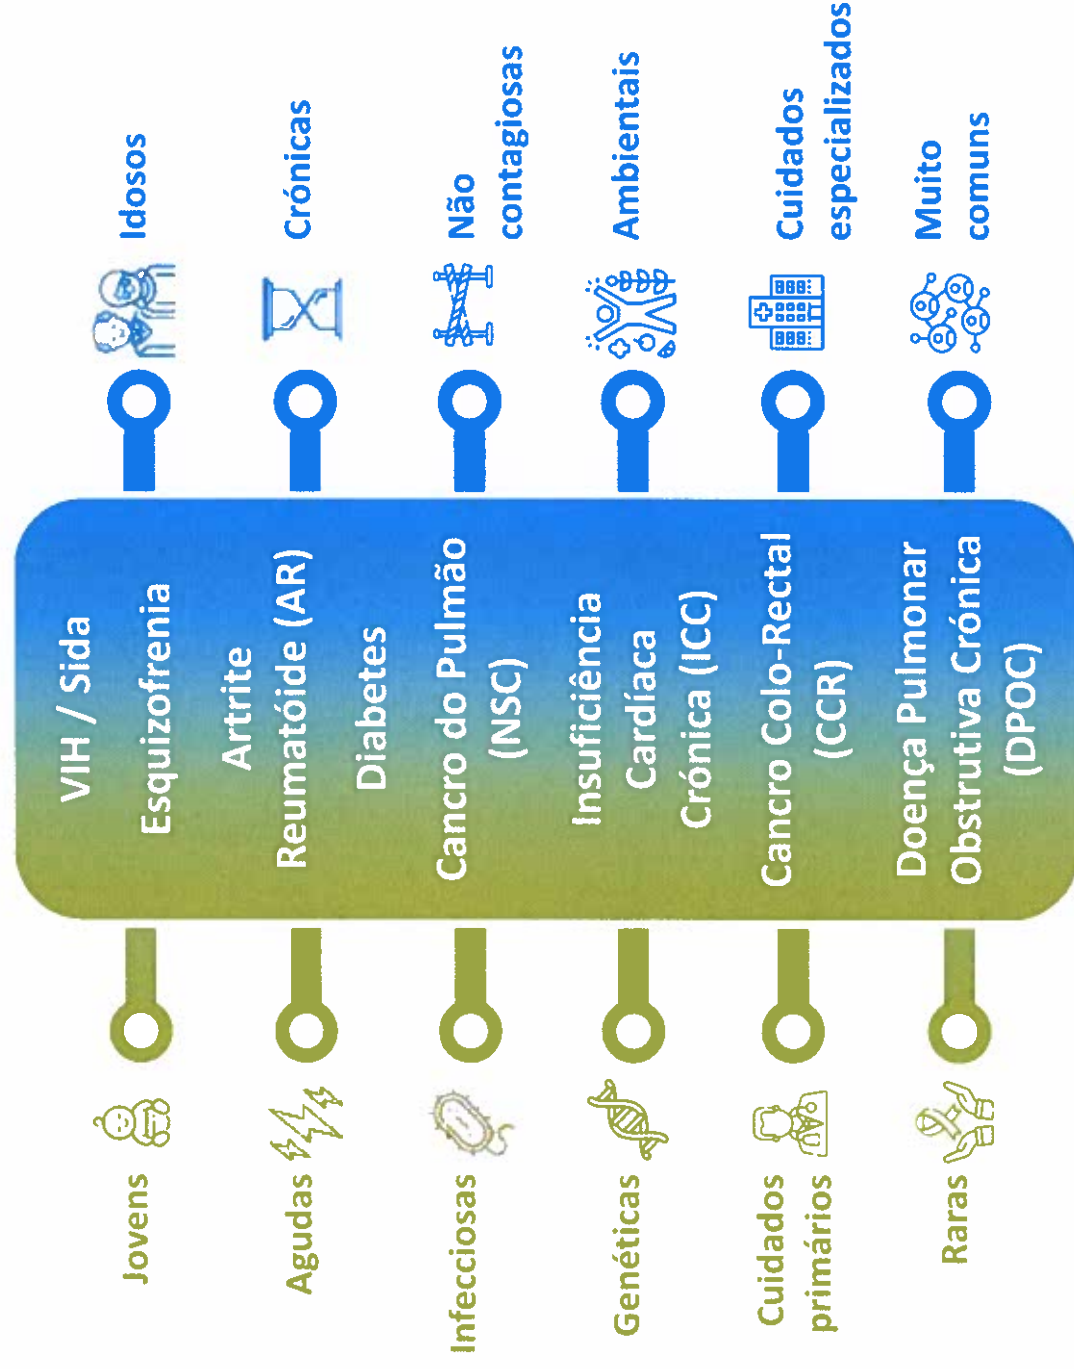 Jovens
Agudas
Infecciosas
Genéticas
Cuidados
primários
Raras
VIH / Sida
Esquizofrenia
Artrite
Reumatóide (AR)
Diabetes
Cancro do Pulmão
(NSC)
Insuficiência
Cardíaca
Crónica (ICC)
Cancro Colo-Rectal
(CCR)
Doença Pulmonar
Obstrutiva Crónica
(DPOC)
Idosos
Crónicas
Não
contagiosas
Ambientais
Cuidados
especializados
Muito
comuns